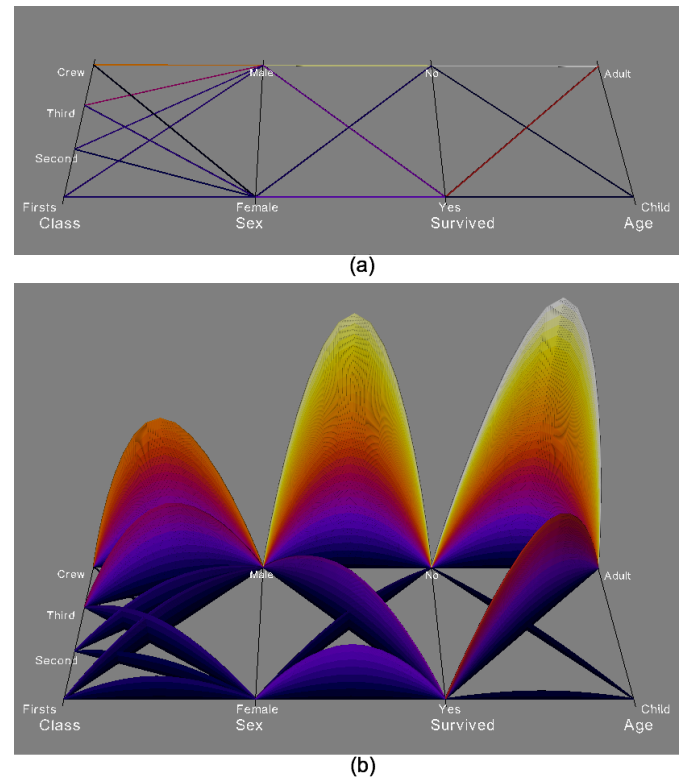 Crew
Male
No
Adult
Third
Second
Firsts
Female
Yes
Child
Class
Sex
Survived
Age
(a)
Crew
Male
No
Adult
Third
Second
Firsts
Female
Yes
Child
Class
Sex
Survived
Age
(b)